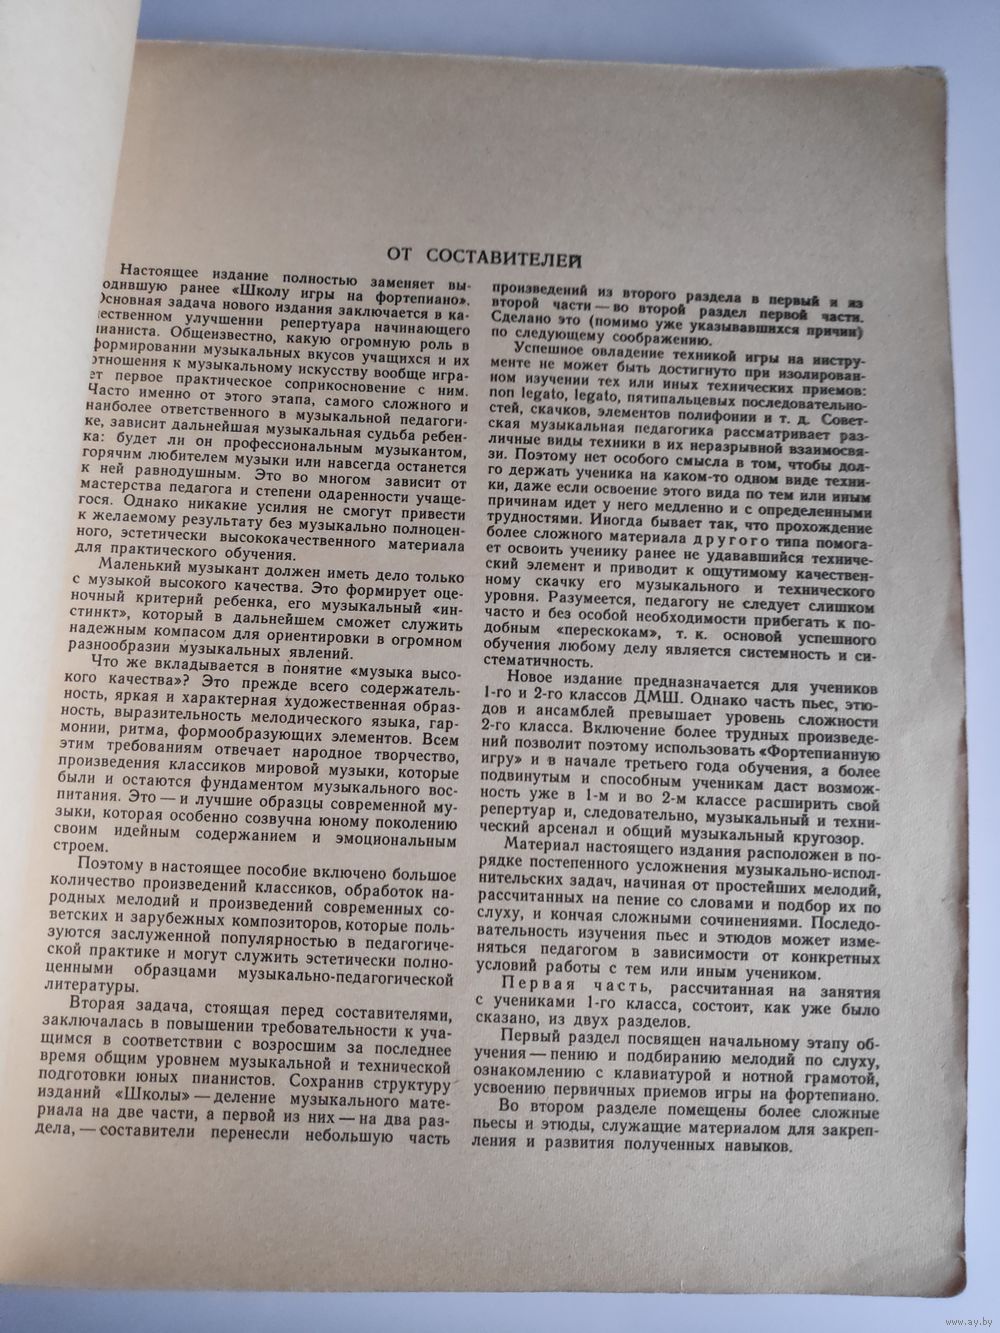 ОТ СОСТАВИТЕЛЕЙ
Настоящее издание полностью заменяет вы-
одившую ранее «Школу игры на фортепиано».
Основная задача нового издания заключается в ка-
ественном улучшении репертуара начинающего
ианиста. Общеизвестно, какую огромную роль в
формировании музыкальных вкусов учащихся и их
отношения к музыкальному искусству вообще игра-
ет первое практическое соприкосновение с ним.
Часто именно от этого этапа, самого сложного и
наиболее ответственного в музыкальной педагоги-
ке, зависит дальнейшая музыкальная судьба ребен-
ка: будет ли он профессиональным музыкантом,
горячим любителем музыки или навсегда останется
к ней равнодушным. Это во многом зависит от
мастерства педагога и степени одаренности учаще-
гося. Однако никакие усилия не смогут привести
к желаемому результату без музыкально полноцен-
ного, эстетически высококачественного материала
для практического обучения.
Маленький музыкант должен иметь дело только
с музыкой высокого качества. Это формирует оце-
ночный критерий ребенка, его музыкальный «ин-
стинкт», который в дальнейшем сможет служить
надежным компасом для ориентировки в огромном
разнообразии музыкальных явлений.
Что же вкладывается в понятие «музыка высо-
кого качества»? Это прежде всего содержатель-
ность, яркая и характерная художественная образ-
ность, выразительность мелодического языка, гар-
монии, ритма, формообразующих элементов. Всем
этим требованиям отвечает народное творчество,
произведения классиков мировой музыки, которые
были и остаются фундаментом музыкального вос-
питания. Это — и лучшие образцы современной му-
зыки, которая особенно созвучна юному поколению
своим идейным содержанием и эмоциональным
строем.
Поэтому в настоящее пособие включено большое
количество произведений классиков, обработок на-
родных мелодий и произведений современных со-
ветских и зарубежных композиторов, которые поль-
зуются заслуженной популярностью в педагогиче-
ской практике и могут служить эстетически полно-
ценными образцами музыкально-педагогической
литературы.
Вторая задача, стоящая перед составителями,
заключалась в повышении требовательности к уча-
щимся в соответствии с возросшим за последнее
время общим уровнем музыкальной и технической
подготовки юных пианистов. Сохранив структуру
изданий «Школы» — деление музыкального мате-
риала на две части, а первой из них — на два раз-
дела, — составители перенесли небольшую часть
произведений из второго раздела в первый и из
второй части — во второй раздел первой части.
Сделано это (помимо уже указывавшихся причин)
по следующему соображению.
Успешное овладение техникой игры на инстру-
менте не может быть достигнуто при изолирован-
ном изучении тех или иных технических приемов:
non legato, legato, пятипальцевых последовательно-
стей, скачков, элементов полифонии и т. д. Совет-
ская музыкальная педагогика рассматривает раз-
личные виды техники в их неразрывной взаимосвя-
зи. Поэтому нет особого смысла в том, чтобы дол-
го держать ученика на каком-то одном виде техни-
ки, даже если освоение этого вида по тем или иным
причинам идет у него медленно и с определенными
трудностями. Иногда бывает так, что прохождение
более сложного материала другого типа помога-
ет освоить ученику ранее не удававшийся техниче-
ский элемент и приводит к ощутимому качествен-
ному скачку его музыкального и технического
уровня. Разумеется, педагогу не следует слишком
часто и без особой необходимости прибегать к по-
добным «перескокам», т. к. основой успешного
обучения любому делу является системность и си-
стематичность.
Новое издание предназначается для учеников
1-го и 2-го классов ДМШ. Однако часть пьес, этю-
дов и ансамблей превышает уровень сложности
2-го класса. Включение более трудных произведе-
ний позволит поэтому использовать «Фортепианную
игру» и в начале третьего года обучения, а более
подвинутым и способным ученикам даст возмож-
ность уже в 1-м и во 2-м классе расширить свой
репертуар и, следовательно, музыкальный и техни-
ческий арсенал и общий музыкальный кругозор.
Материал настоящего издания расположен в по-
рядке постепенного усложнения музыкально-испол-
нительских задач, начиная от простейших мелодий,
рассчитанных на пение со словами и подбор их по
слуху, и кончая сложными сочинениями. Последо-
вательность изучения пьес и этюдов может изме-
няться педагогом в зависимости от конкретных
условий работы с тем или иным учеником.
Первая часть, рассчитанная на занятия
с учениками 1-го класса, состоит, как уже было
сказано, из двух разделов.
Первый раздел посвящен начальному этапу об-
учения — пению и подбиранию мелодий по слуху,
ознакомлению с клавиатурой и нотной грамотой,
усвоению первичных приемов игры на фортепиано.
Во втором разделе помещены более сложные
пьесы и этюды, служащие материалом для закреп-
ления и развития полученных навыков.
www.ay.by